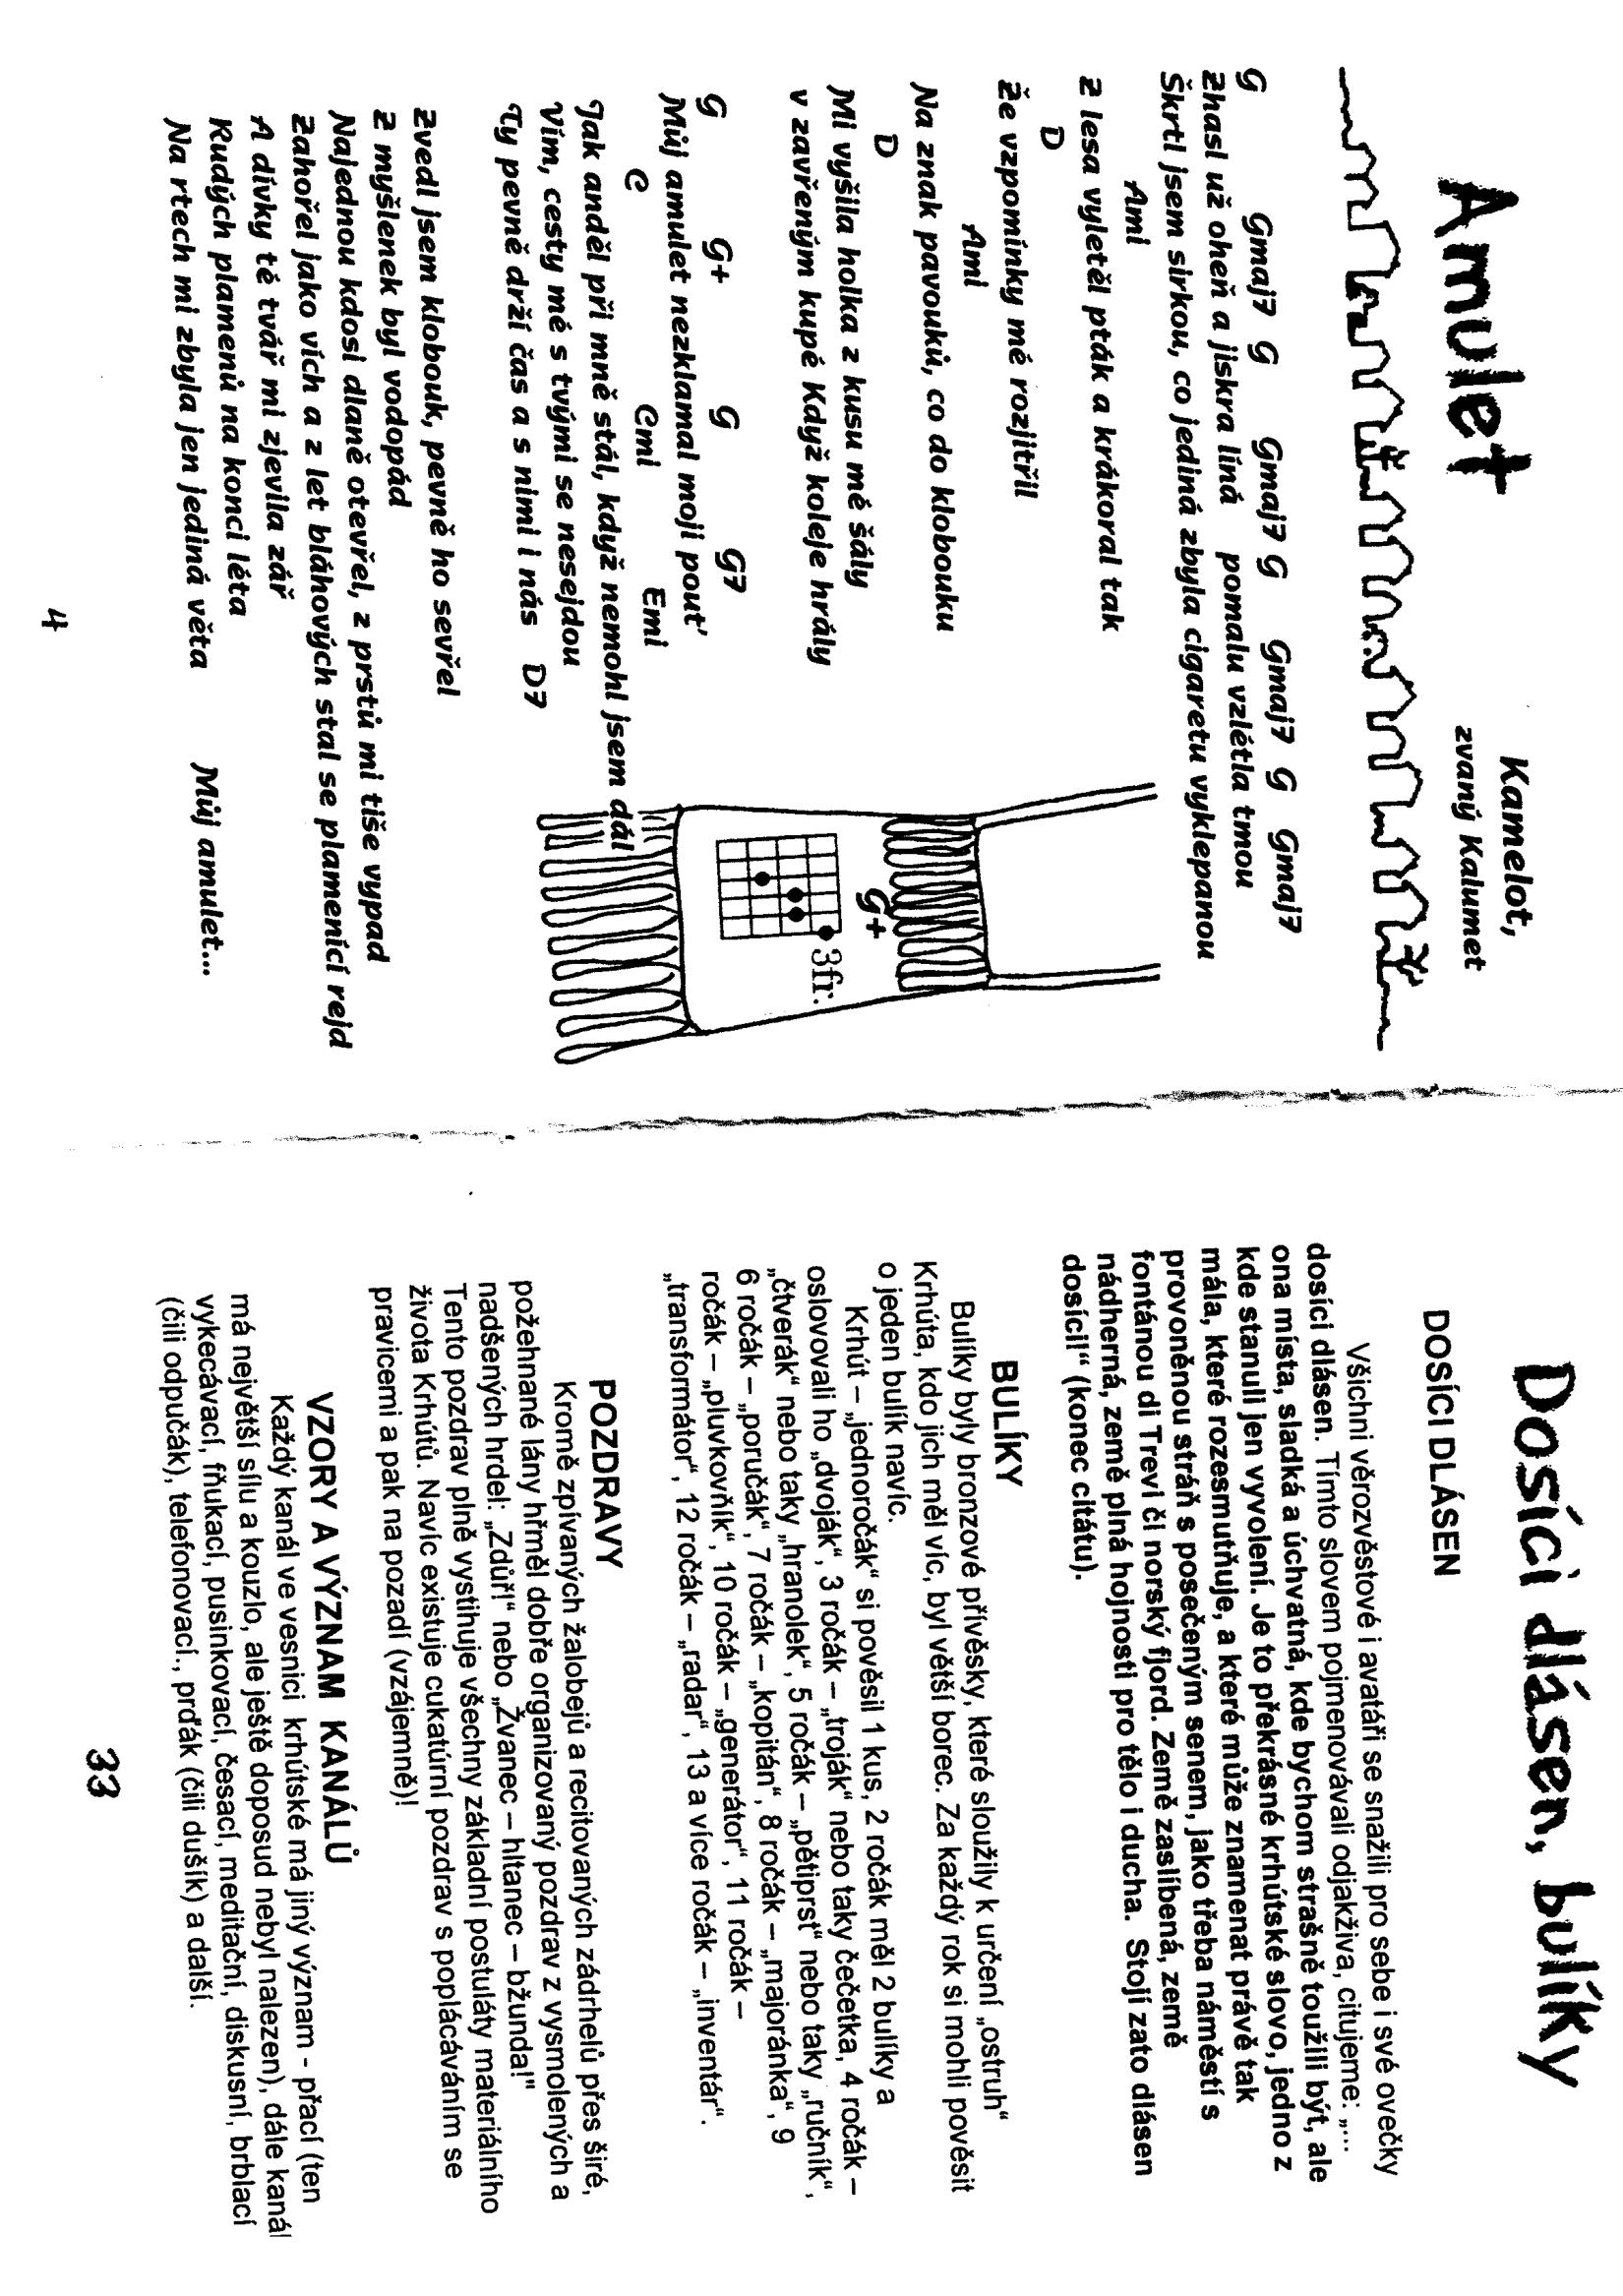 Amulet
Kamelot,
zvaný Kalumet
G Gmaj7 G Gmaj7 G Gmaj7 G Gmaj7
Zhasl už oheň a jiskra líná pomalu vzlétla tmou
Škrtl jsem sirkou, co jediná zbyla cigaretu vyklepanou
Ami
Z lesa vyletěl pták a krákoral tak
D
Že vzpomínky mé rozjitřil
Ami
Na znak pavouků, co do klobouku
D
Mi vyšila holka z kusu mé šály
v zavřeným kupé Když koleje hrály
G G+ G G7
Můj amulet nezklamal moji pouť
C Cmi Emi
Jak anděl při mně stál, když nemohl jsem dál
Vím, cesty mé s tvými se nesejdou
Ty pevně drží čas a s nimi i nás D7
G+
3fr.
Zvedl jsem klobouk, pevně ho sevřel
Z myšlenek byl vodopád
Najednou kdosi dlaně otevřel, z prstů mi tiše vypad
Zahořel jako vích a z let bláhových stal se plamenící rejd
A dívky té tvář mi zjevila zář
Rudých plamenů na konci léta
Na rtech mi zbyla jen jediná věta Můj amulet...
4
Dosíci dlásen, bulíky
DOSÍCI DLÁSEN
Všichni věrozvěstové i avatáři se snažili pro sebe i své ovečky
dosíci dlásen. Tímto slovem pojmenovávali odjakživa, citujeme: „...
ona místa, sladká a úchvatná, kde bychom strašně toužili být, ale
kde stanuli jen vyvolení. Je to překrásné krhútské slovo, jedno z
mála, které rozesmutňuje, a které může znamenat právě tak
provoněnou stráň s posečeným senem, jako třeba náměstí s
fontánou di Trevi či norský fjord. Země zaslíbená, země
nádherná, země plná hojnosti pro tělo i ducha. Stojí zato dlásen
dosíci!“ (konec citátu).
BULÍKY
Bulíky byly bronzové přívěsky, které sloužily k určení „ostruh“
Krhúta, kdo jich měl víc, byl větší borec. Za každý rok si mohli pověsit
o jeden bulík navíc.
Krhút – „jednoročák“ si pověsil 1 kus, 2 ročák měl 2 bulíky a
oslovovali ho „dvoják“, 3 ročák – „troják“ nebo taky čečetka, 4 ročák –
„čtverák“ nebo taky „hranolek“, 5 ročák – „pětiprst“ nebo taky „ručník“,
6 ročák – „poručák“, 7 ročák – „kopitán“, 8 ročák – „majoránka“, 9
ročák – „pluvkovňík“, 10 ročák – „generátor“, 11 ročák –
„transformátor“, 12 ročák – „radar“, 13 a více ročák – „inventár“.
POZDRAVY
Kromě zpívaných žalobejů a recitovaných zádrhelů přes šíré,
požehnané lány hřměl dobře organizovaný pozdrav z vysmolených a
nadšených hrdel: „Zdůř!“ nebo „Žvanec – hltanec – bžunda!"
Tento pozdrav plně vystihuje všechny základní postuláty materiálního
života Krhútů. Navíc existuje cukatúrní pozdrav s poplácáváním se
pravicemi a pak na pozadí (vzájemně)!
VZORY A VÝZNAM KANÁLŮ
Každý kanál ve vesnici krhútské má jiný význam - přací (ten
má největší sílu a kouzlo, ale ještě doposud nebyl nalezen), dále kanál
vykecávací, fňukací, pusinkovací, česací, meditační, diskusní, brblací
(čili odpučák), telefonovací., prďák (čili dušík) a další.
33